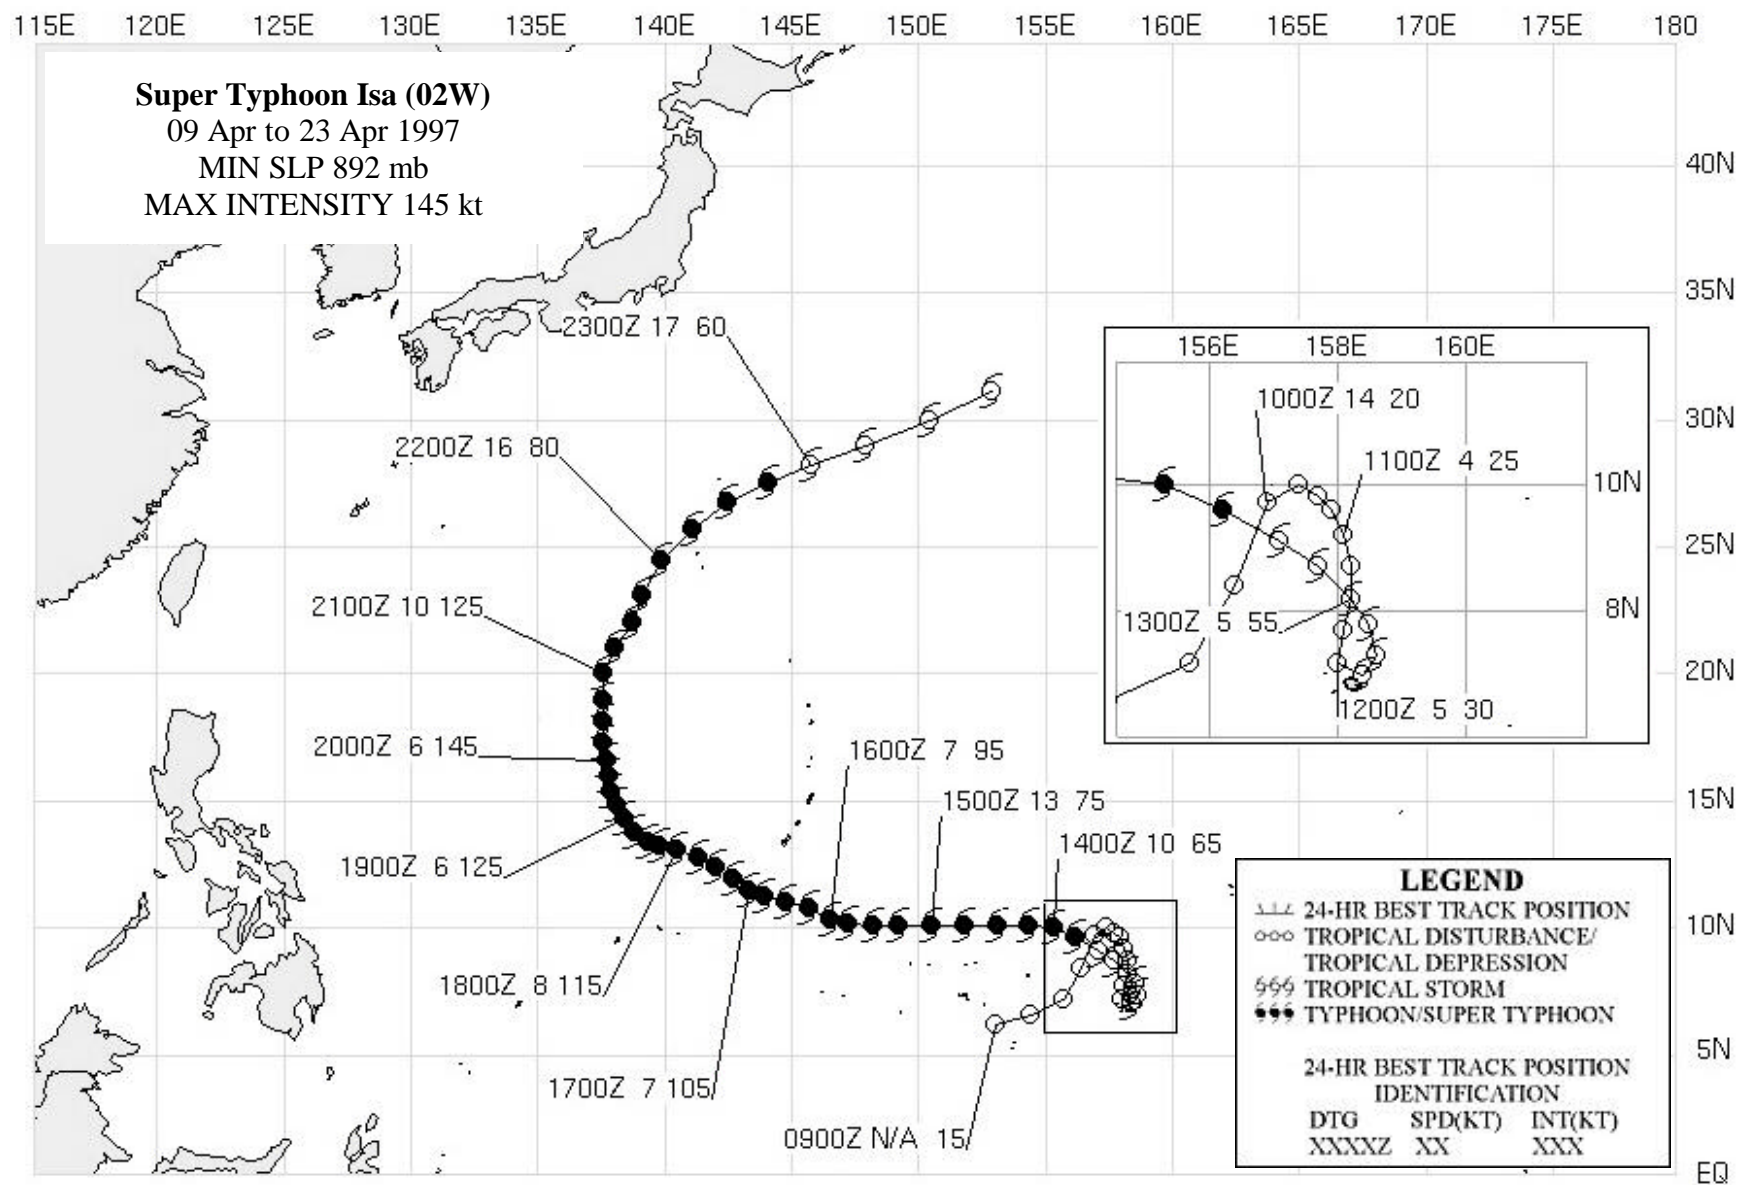 115E 120E 125E 130E 135E 140E 145E 150E 155E 160E 165E 170E 175E 180
Super Typhoon Isa (02W)
09 Apr to 23 Apr 1997
MIN SLP 892 mb
MAX INTENSITY 145 kt
40N
35N
2300Z 17 60
156E 158E 160E
1000Z 14 20
30N
2200Z 16 80
1100Z 4 25
10N
25N
2100Z 10 125
8N
1300Z 5 55
20N
1200Z 5 30
2000Z 6 145
1600Z 7 95
15N
1500Z 13 75
1400Z 10 65
1900Z 6 125
10N
1800Z 8 115
5N
1700Z 7 105
0900Z N/A 15
EQ
LEGEND
24-HR BEST TRACK POSITION
TROPICAL DISTURBANCE/
TROPICAL DEPRESSION
TROPICAL STORM
TYPHOON/SUPER TYPHOON
24-HR BEST TRACK POSITION
IDENTIFICATION
DTG SPD(KT) INT(KT)
XXXXZ XX XXX